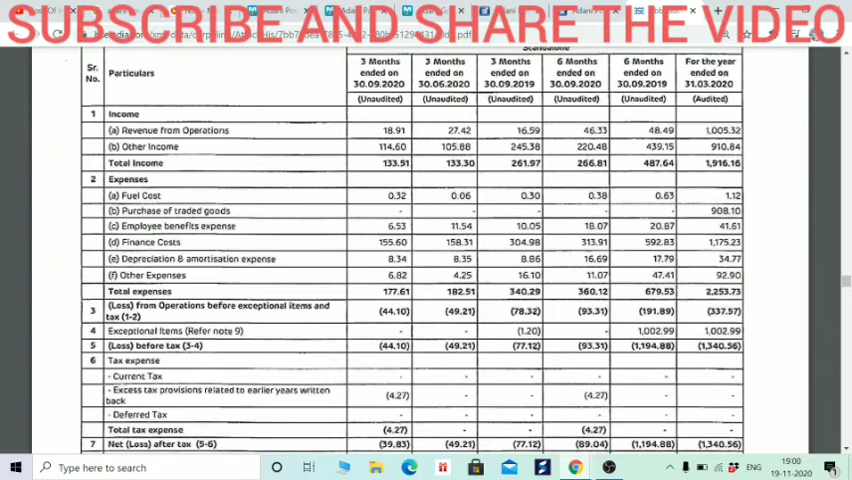 SUBSCRIBE AND SHARE THE VIDEO
Standalone
Sr. No. Particulars 3 Months ended on 30.09.2020 3 Months ended on 30.06.2020 3 Months ended on 30.09.2019 6 Months ended on 30.09.2020 6 Months ended on 30.09.2019 For the year ended on 31.03.2020
(Unaudited) (Unaudited) (Unaudited) (Unaudited) (Unaudited) (Audited)
1 Income
(a) Revenue from Operations 18.91 27.42 16.59 46.33 48.49 1,005.32
(b) Other Income 114.60 105.88 245.38 220.48 439.15 910.84
Total Income 133.51 133.30 261.97 266.81 487.64 1,916.16
2 Expenses
(a) Fuel Cost 0.32 0.06 0.30 0.38 0.63 1.12
(b) Purchase of traded goods - - - - - 908.10
(c) Employee benefits expense 6.53 11.54 10.05 18.07 20.87 41.61
(d) Finance Costs 155.60 158.31 304.98 313.91 592.83 1,175.23
(e) Depreciation & amortisation expense 8.34 8.35 8.86 16.69 17.79 34.77
(f) Other Expenses 6.82 4.25 16.10 11.07 47.41 92.90
Total expenses 177.61 182.51 340.29 360.12 679.53 2,253.73
3 (Loss) from Operations before exceptional items and tax (1-2) (44.10) (49.21) (78.32) (93.31) (191.89) (337.57)
4 Exceptional Items (Refer note 9) - - (1.20) - 1,002.99 1,002.99
5 (Loss) before tax (3-4) (44.10) (49.21) (77.12) (93.31) (1,194.88) (1,340.56)
6 Tax expense
- Current Tax - - - - - -
- Excess tax provisions related to earlier years written back (4.27) - - (4.27) - -
- Deferred Tax - - - - - -
Total tax expense (4.27) - - (4.27) - -
7 Net (Loss) after tax (5-6) (39.83) (49.21) (77.12) (89.04) (1,194.88) (1,340.56)
Type here to search
ENG
19:00
19-11-2020